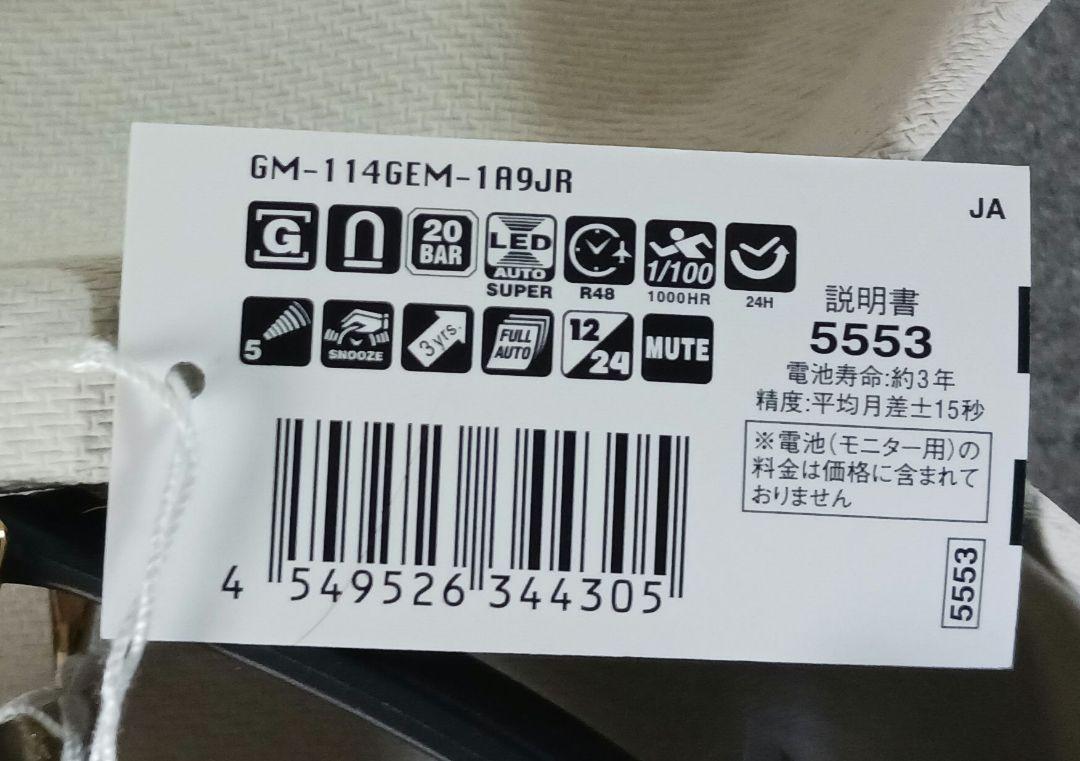 GM-114GEM-1A9JR
JA
G
20
BAR
LED
AUTO
SUPER
R48
1/100
1000HR
24H
5
SNOOZE
3 yrs.
FULL
AUTO
12
24
MUTE
説明書
5553
電池寿命:約3年
精度:平均月差±15秒
※電池(モニター用)の
料金は価格に含まれて
おりません
5553
4 549526 344305